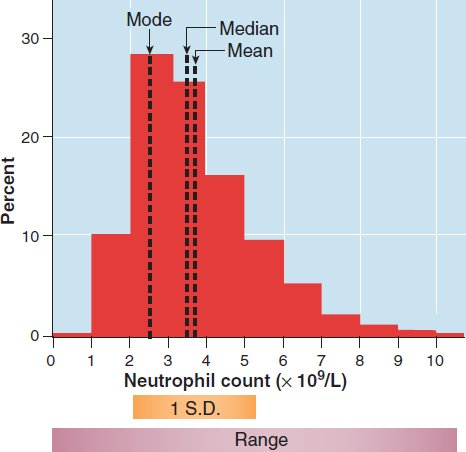 Mode
Median
Mean
30
20
10
0
Percent
0 1 2 3 4 5 6 7 8 9 10
Neutrophil count (× 10⁹/L)
1 S.D.
Range